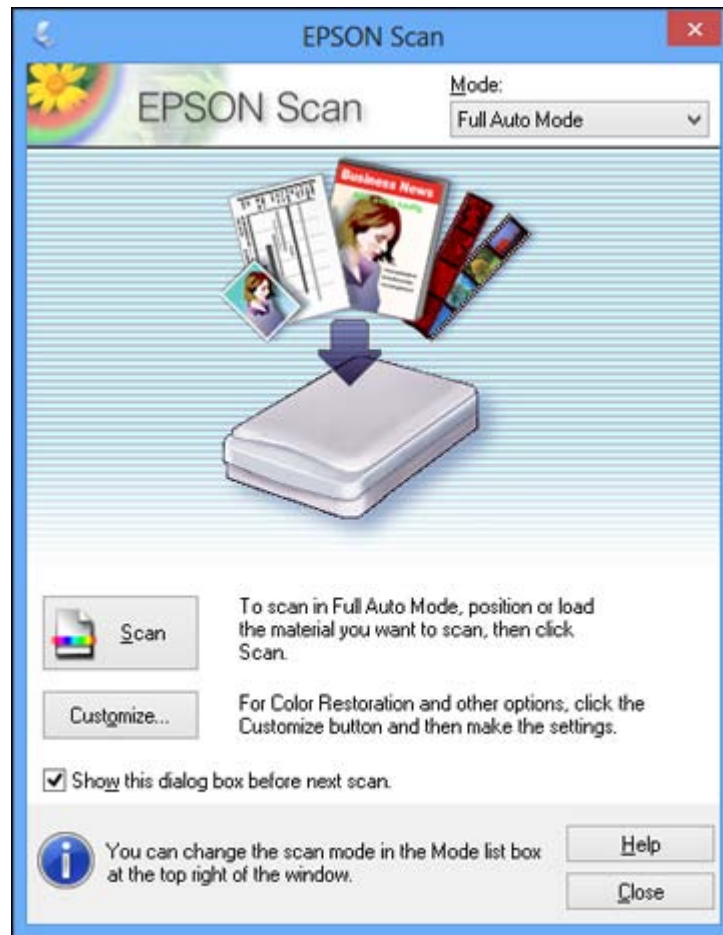 EPSON Scan
EPSON Scan
Mode:
Full Auto Mode
Business News
Scan
To scan in Full Auto Mode, position or load
the material you want to scan, then click
Scan.
Customize...
For Color Restoration and other options, click the
Customize button and then make the settings.
Show this dialog box before next scan.
You can change the scan mode in the Mode list box
at the top right of the window.
Help
Close